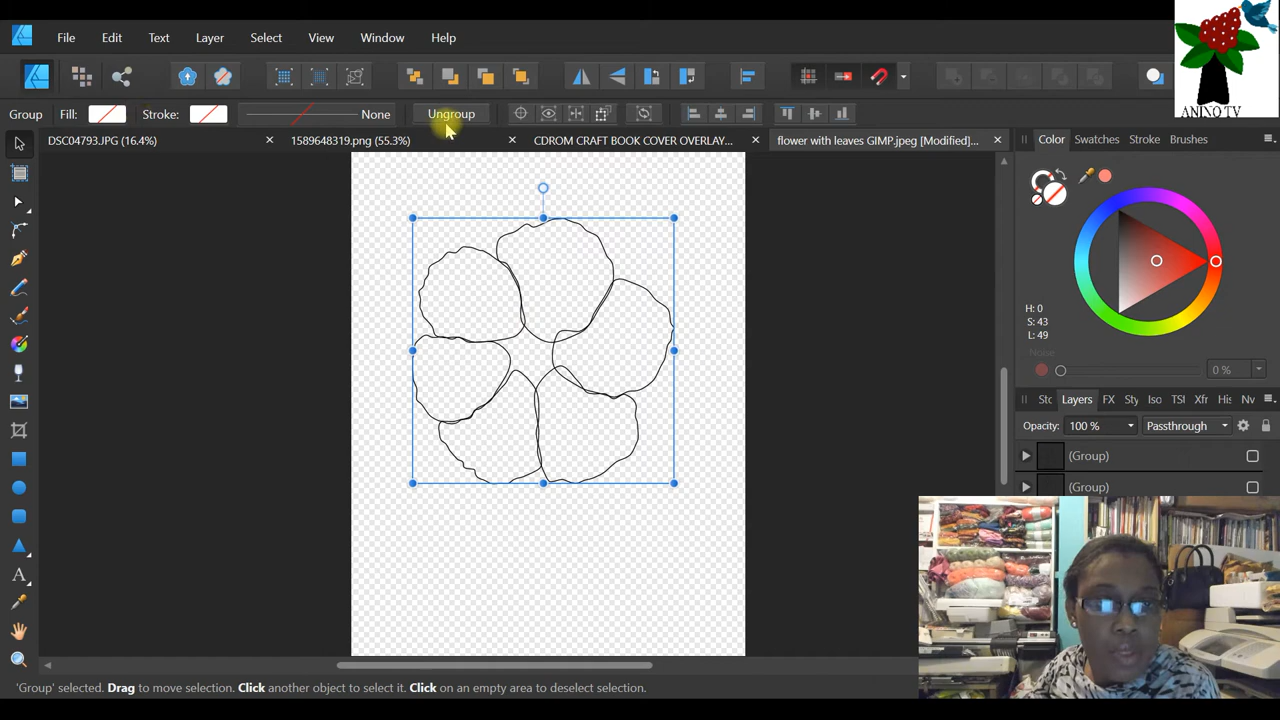 File Edit Text Layer Select View Window Help
ANINO TV
Group Fill: Stroke: None Ungroup
DSC04793.JPG (16.4%) 1589648319.png (55.3%) CDROM CRAFT BOOK COVER OVERLAY... flower with leaves GIMP.jpeg [Modified]...
Color Swatches Stroke Brushes
H: 0
S: 43
L: 49
None
0 %
Stc Layers FX Sty Iso TSI Xfr His Nv
Opacity: 100 % Passthrough
(Group)
(Group)
A
'Group' selected. Drag to move selection. Click another object to select it. Click on an empty area to deselect selection.